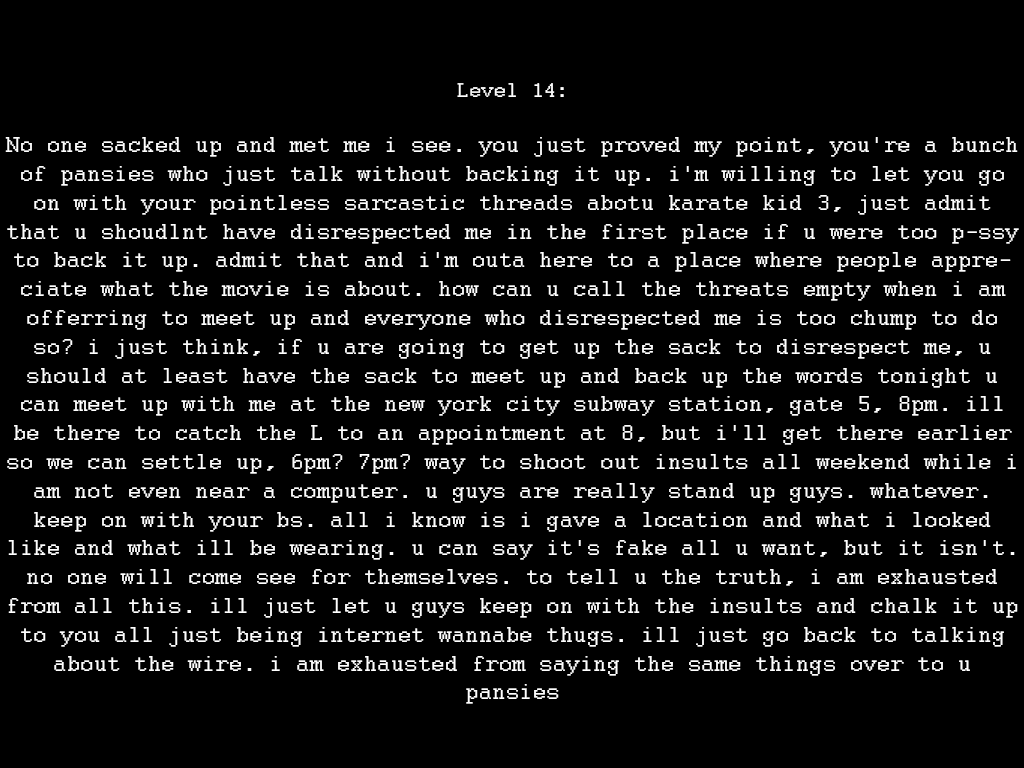 Level 14:
No one sacked up and met me i see. you just proved my point, you're a bunch
of pansies who just talk without backing it up. i'm willing to let you go
on with your pointless sarcastic threads abotu karate kid 3, just admit
that u shoudlnt have disrespected me in the first place if u were too p-ssy
to back it up. admit that and i'm outa here to a place where people appre-
ciate what the movie is about. how can u call the threats empty when i am
offerring to meet up and everyone who disrespected me is too chump to do
so? i just think, if u are going to get up the sack to disrespect me, u
should at least have the sack to meet up and back up the words tonight u
can meet up with me at the new york city subway station, gate 5, 8pm. ill
be there to catch the L to an appointment at 8, but i'll get there earlier
so we can settle up, 6pm? 7pm? way to shoot out insults all weekend while i
am not even near a computer. u guys are really stand up guys. whatever.
keep on with your bs. all i know is i gave a location and what i looked
like and what ill be wearing. u can say it's fake all u want, but it isn't.
no one will come see for themselves. to tell u the truth, i am exhausted
from all this. ill just let u guys keep on with the insults and chalk it up
to you all just being internet wannabe thugs. ill just go back to talking
about the wire. i am exhausted from saying the same things over to u
pansies